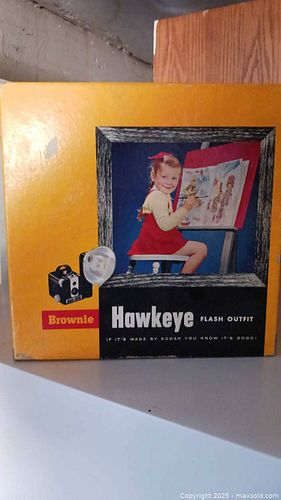 Brownie Hawkeye FLASH OUTFIT
IF IT'S MADE BY KODAK YOU KNOW IT'S GOOD!
Copyright 2023 - maxsold.com